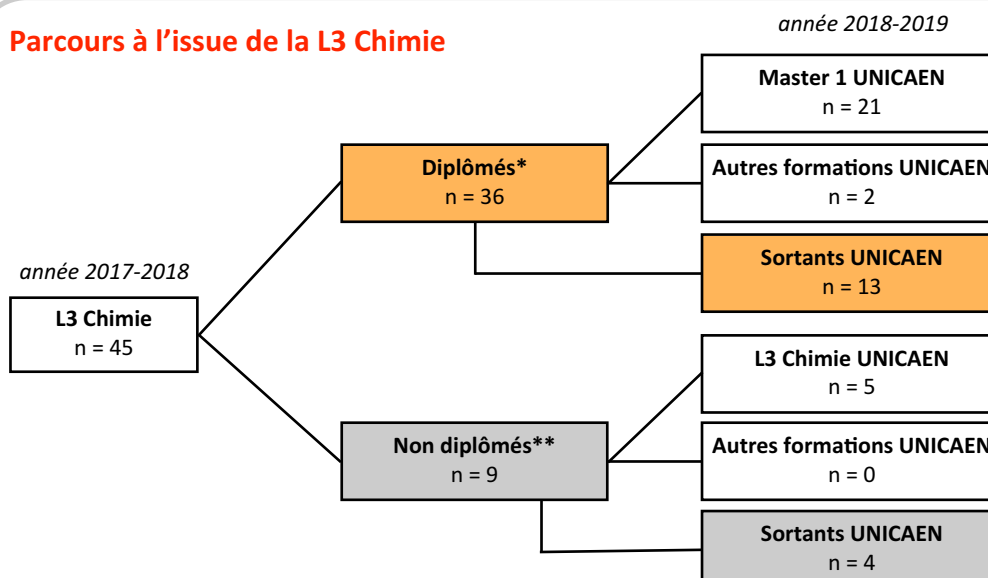 Parcours à l'issue de la L3 Chimie
année 2018-2019
Master 1 UNICAEN
n = 21
Diplômés*
n = 36
Autres formations UNICAEN
n = 2
Sortants UNICAEN
n = 13
année 2017-2018
L3 Chimie
n = 45
L3 Chimie UNICAEN
n = 5
Non diplômés**
n = 9
Autres formations UNICAEN
n = 0
Sortants UNICAEN
n = 4